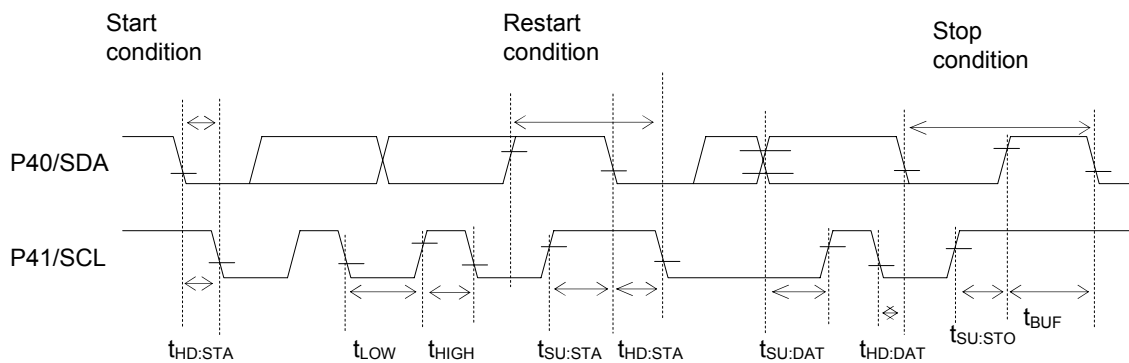 Start
condition
Restart
condition
Stop
condition
P40/SDA
P41/SCL
tHD:STA
tLOW
tHIGH
tSU:STA
tHD:STA
tSU:DAT
tHD:DAT
tSU:STO
tBUF